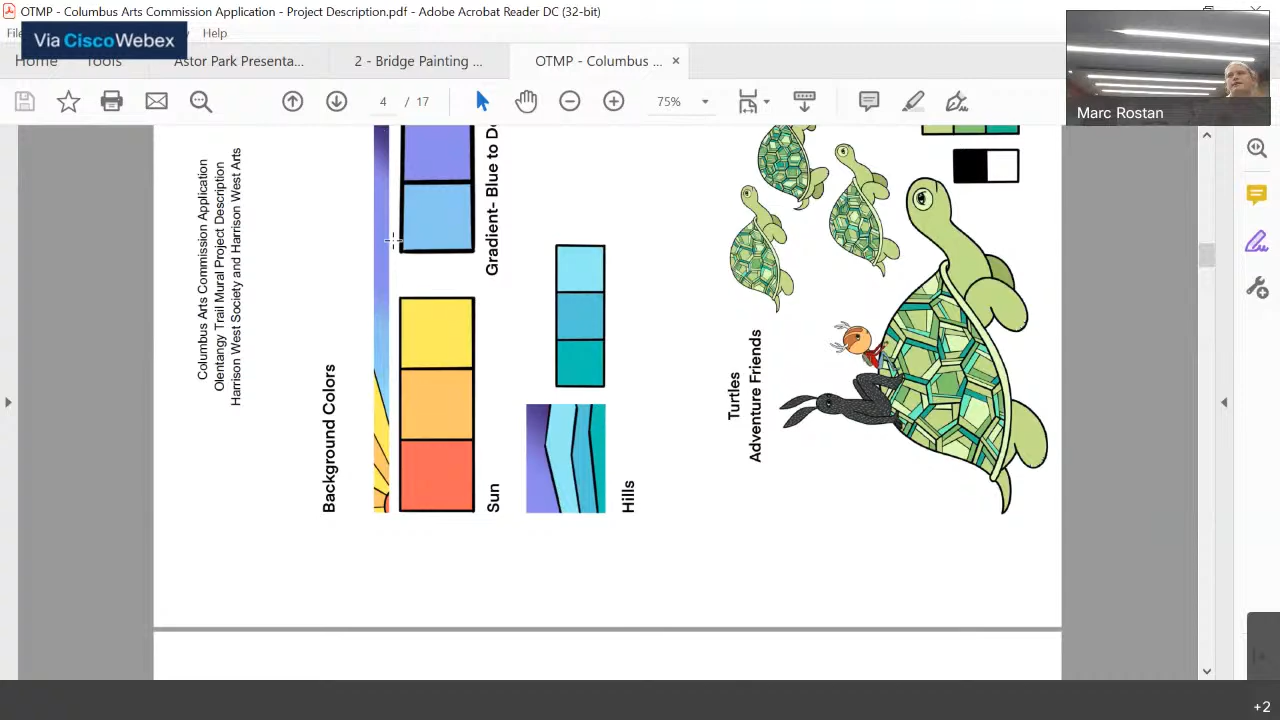 OTMP - Columbus Arts Commission Application - Project Description.pdf - Adobe Acrobat Reader DC (32-bit)
Help
Via Cisco Webex
Home
Tools
Astor Park Presenta...
2 - Bridge Painting ...
OTMP - Columbus ...
4 / 17
75%
Marc Rostan
Columbus Arts Commission Application
Olentangy Trail Mural Project Description
Harrison West Society and Harrison West Arts
Background Colors
Gradient- Blue to
Sun
Hills
Turtles
Adventure Friends
+2